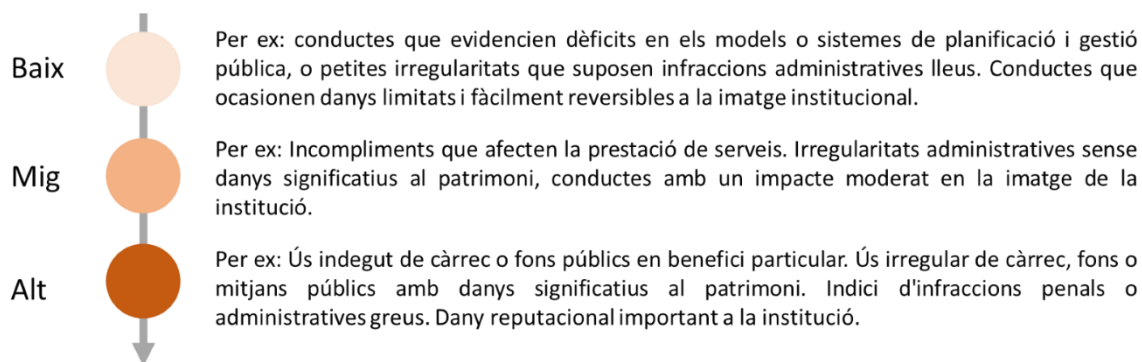 Baix
Per ex: conductes que evidencien dèficits en els models o sistemes de planificació i gestió
pública, o petites irregularitats que suposen infraccions administratives lleus. Conductes que
ocasionen danys limitats i fàcilment reversibles a la imatge institucional.
Mig
Per ex: Incompliments que afecten la prestació de serveis. Irregularitats administratives sense
danys significatius al patrimoni, conductes amb un impacte moderat en la imatge de la
institució.
Alt
Per ex: Ús indegut de càrrec o fons públics en benefici particular. Ús irregular de càrrec, fons o
mitjans públics amb danys significatius al patrimoni. Indici d'infraccions penals o
administratives greus. Dany reputacional important a la institució.